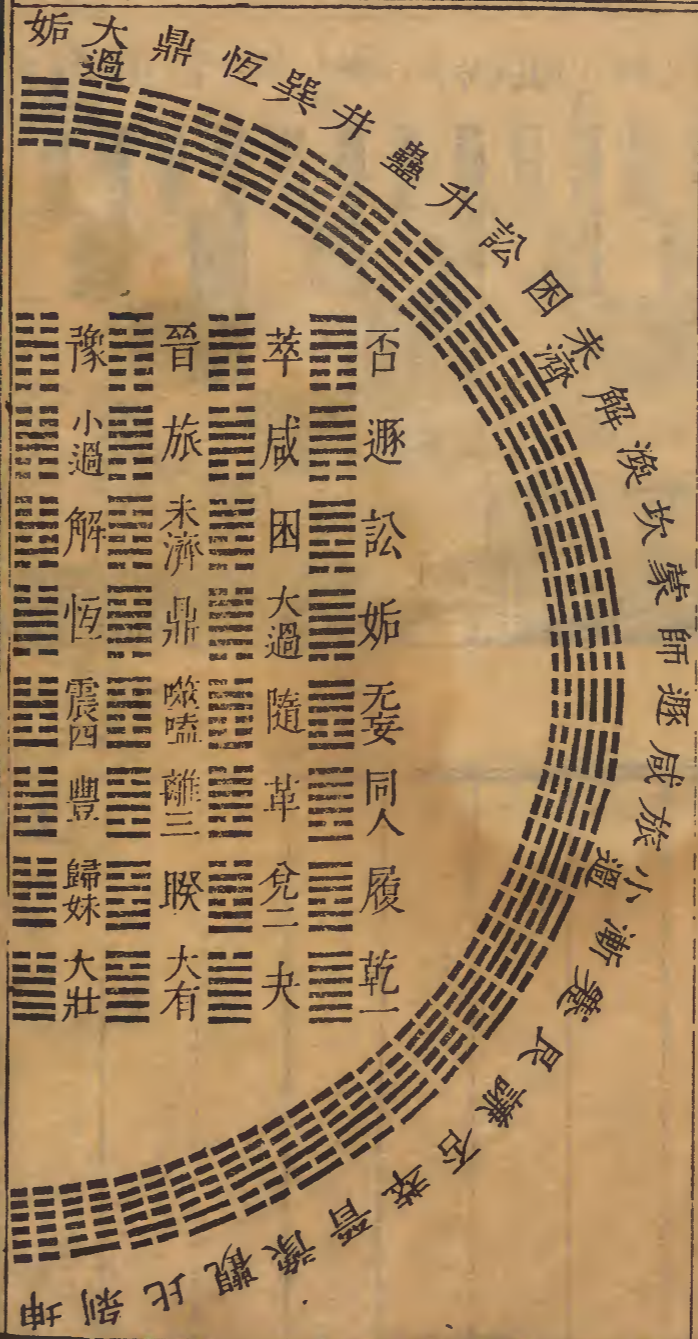 姤 大過 鼎 恆 巽 井 蠱 升 訟 困 未濟 解 渙 坎 蒙 師 遯 咸 旅 小過 漸 蹇 艮 謙 否 萃 晉 豫 觀 比 剝 坤
否 遯 訟 姤 无妄 同人 履 乾一
萃 咸 困 大過 隨 革 兌二 夬
晉 旅 未濟 鼎 噬嗑 離三 睽 大有
豫 小過 解 恆 震四 豐 歸妹 大壯